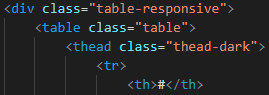 <div class="table-responsive">
<table class="table">
<thead class="thead-dark">
<tr>
<th>#</th>